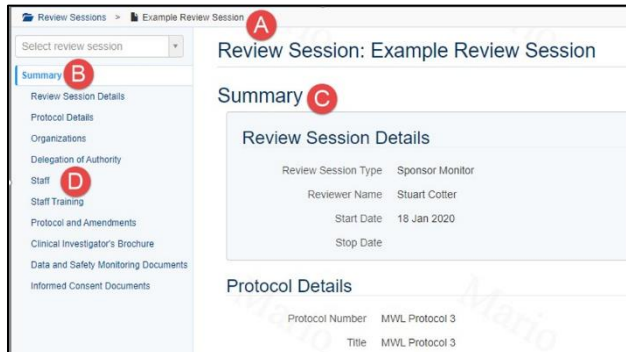 Review Sessions > Example Review Session
A
Select review session
Review Session: Example Review Session
Summary
B
Review Session Details
Protocol Details
Organizations
Delegation of Authority
Staff
D
Staff Training
Protocol and Amendments
Clinical Investigator's Brochure
Data and Safety Monitoring Documents
Informed Consent Documents
Summary
C
Review Session Details
Review Session Type Sponsor Monitor
Reviewer Name Stuart Cotter
Start Date 18 Jan 2020
Stop Date
Protocol Details
Protocol Number MWL Protocol 3
Title MWL Protocol 3
Mario
Mario